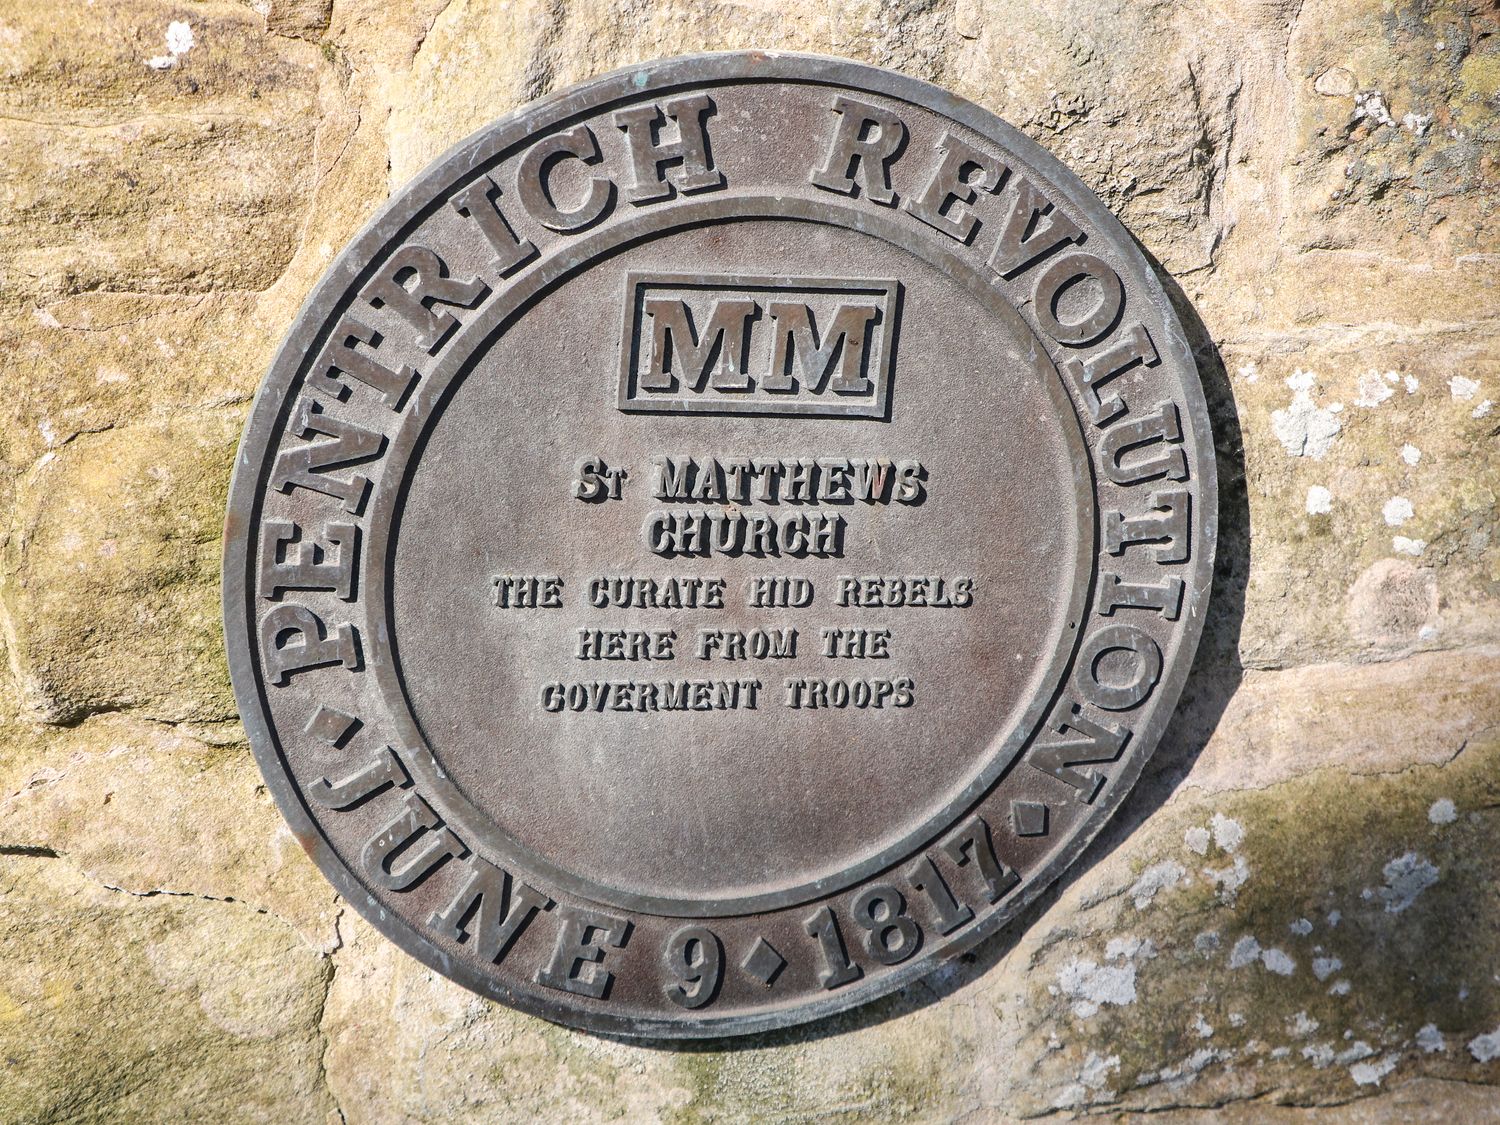 PENTRICH REVOLUTION
MM
St MATTHEWS
CHURCH
THE CURATE HID REBELS
HERE FROM THE
GOVERMENT TROOPS
JUNE 9 ◆ 1817